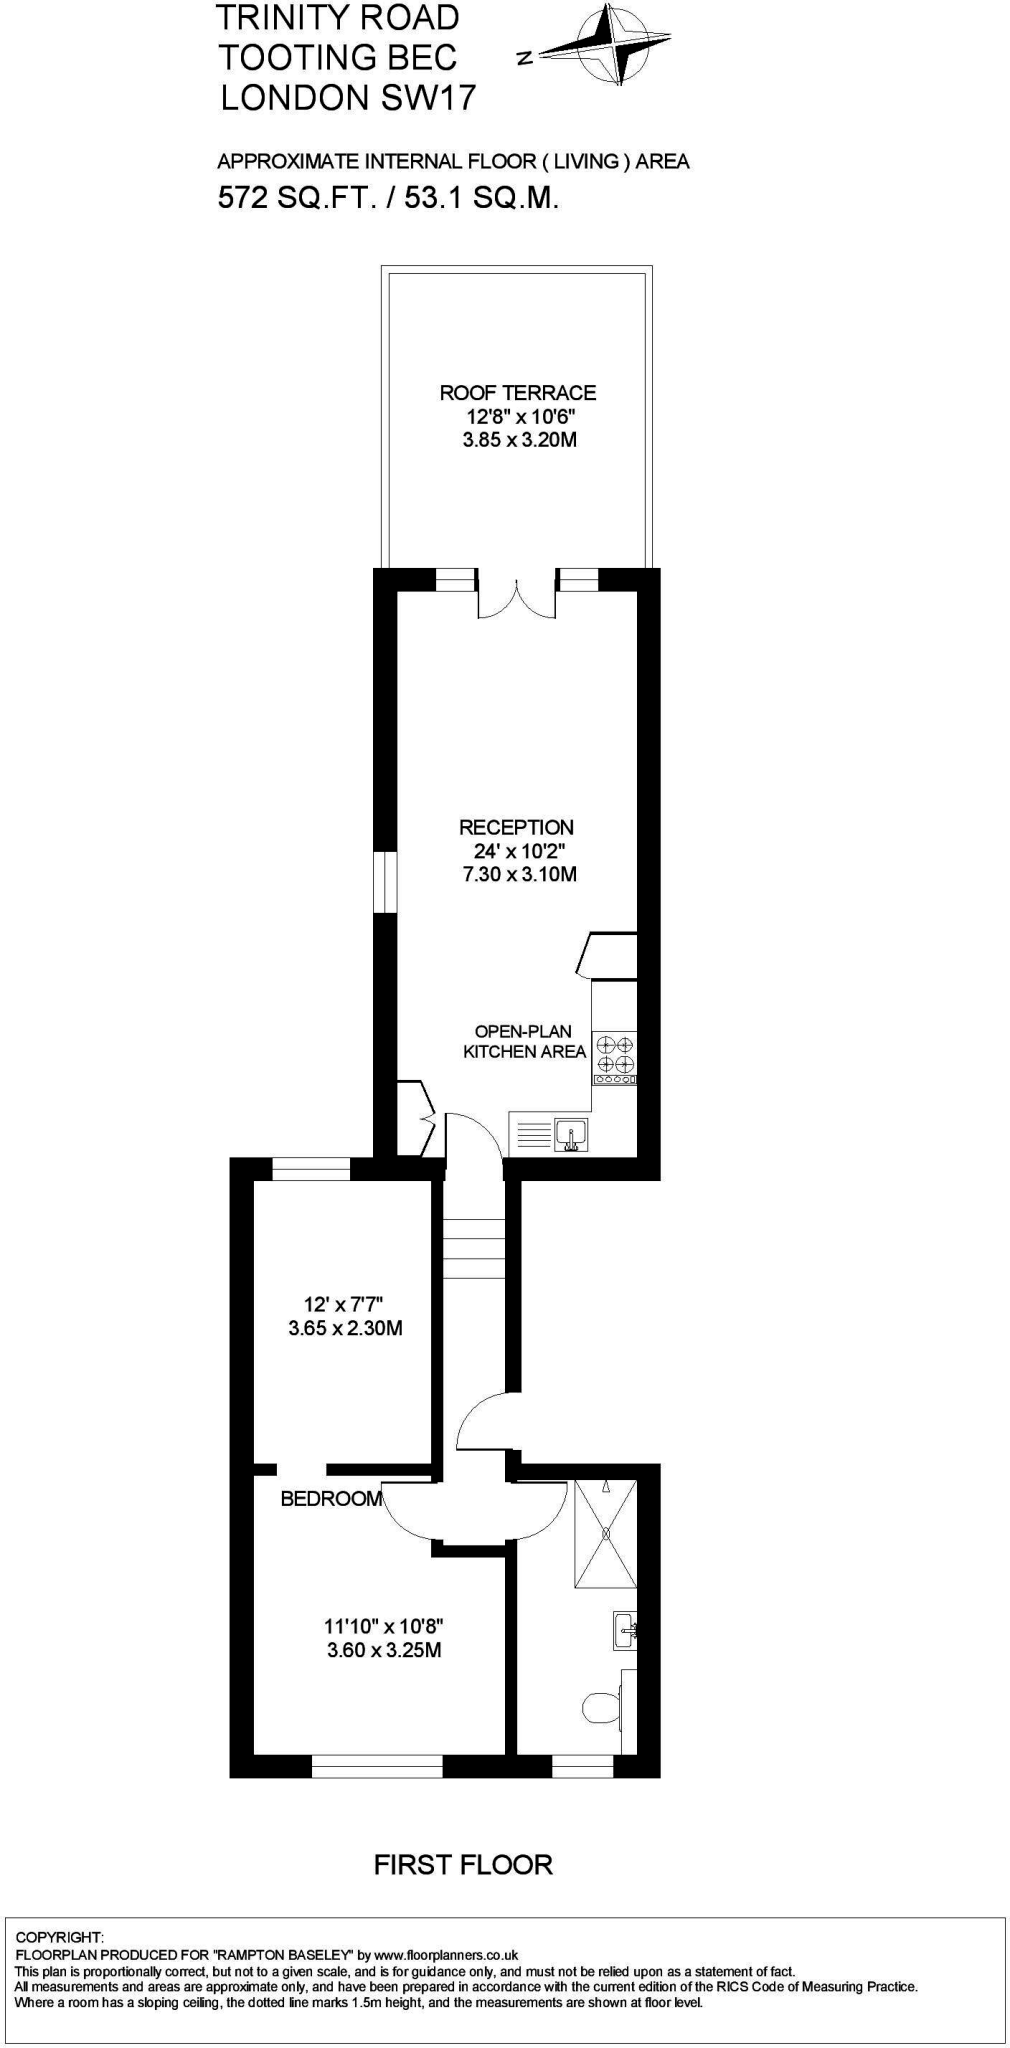 TRINITY ROAD
TOOTING BEC
LONDON SW17
N
APPROXIMATE INTERNAL FLOOR ( LIVING ) AREA
572 SQ.FT. / 53.1 SQ.M.
ROOF TERRACE
12'8" x 10'6"
3.85 x 3.20M
RECEPTION
24' x 10'2"
7.30 x 3.10M
OPEN-PLAN
KITCHEN AREA
12' x 7'7"
3.65 x 2.30M
BEDROOM
11'10" x 10'8"
3.60 x 3.25M
FIRST FLOOR
COPYRIGHT:
FLOORPLAN PRODUCED FOR "RAMPTON BASELEY" by www.floorplanners.co.uk
This plan is proportionally correct, but not to a given scale, and is for guidance only, and must not be relied upon as a statement of fact.
All measurements and areas are approximate only, and have been prepared in accordance with the current edition of the RICS Code of Measuring Practice.
Where a room has a sloping ceiling, the dotted line marks 1.5m height, and the measurements are shown at floor level.